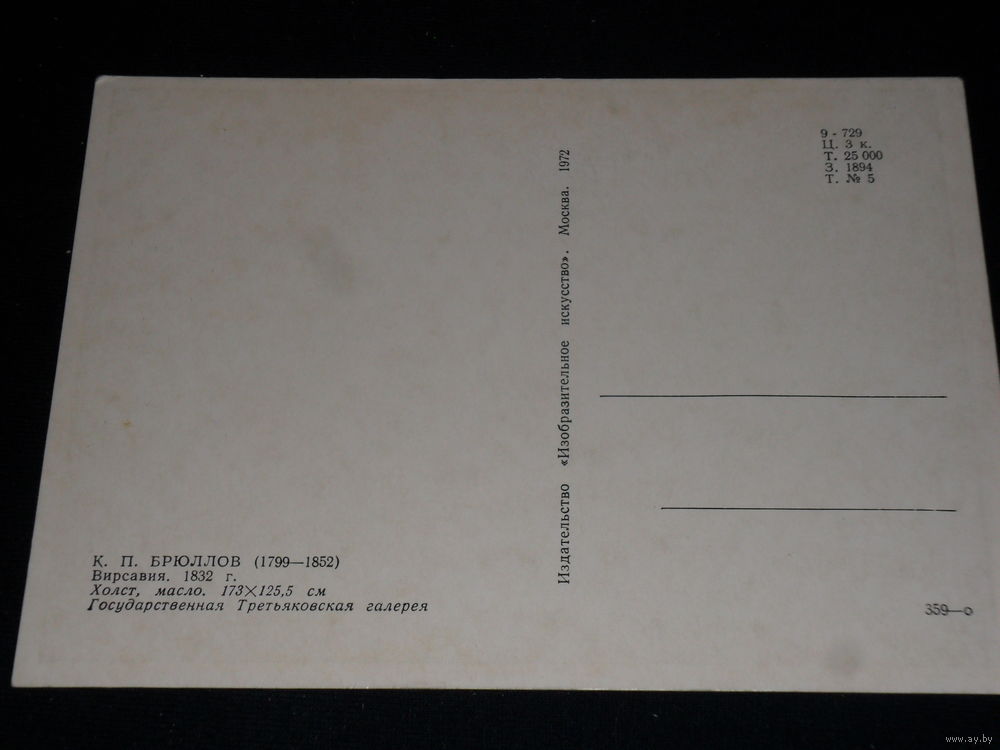 9 - 729
Ц. 3 к.
Т. 25 000
З. 1894
Т. № 5
Издательство «Изобразительное искусство». Москва. 1972
К. П. БРЮЛЛОВ (1799—1852)
Вирсавия. 1832 г.
Холст, масло. 173×125,5 см
Государственная Третьяковская галерея
359—о
www.ay.by